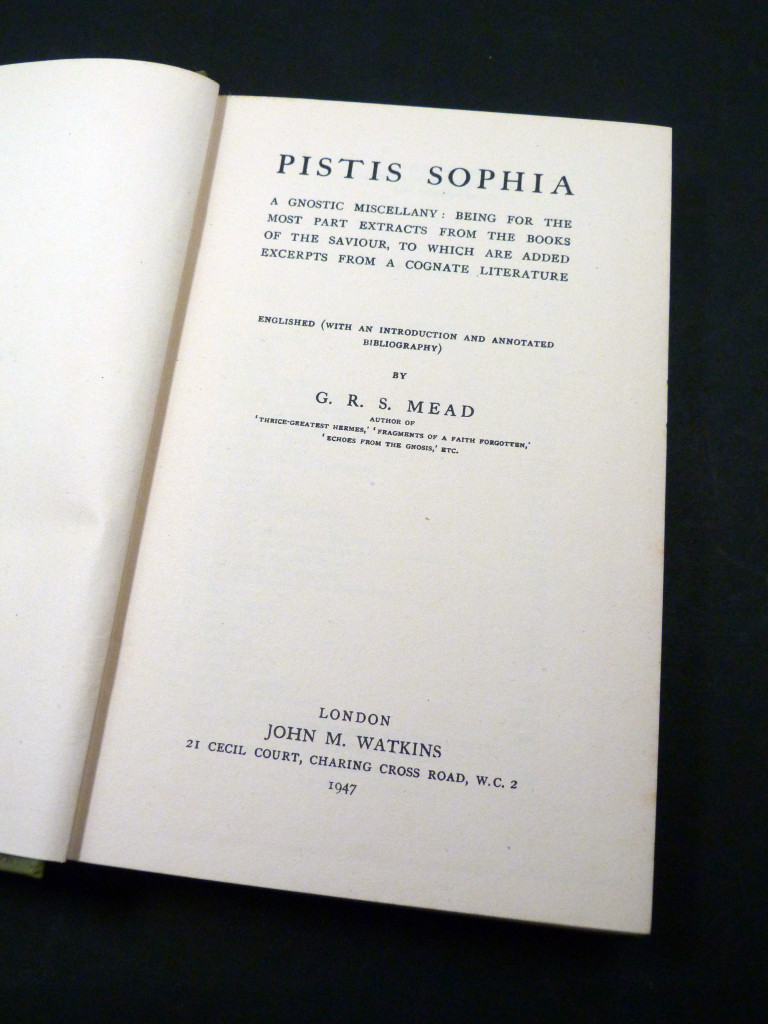 PISTIS SOPHIA
A GNOSTIC MISCELLANY: BEING FOR THE
MOST PART EXTRACTS FROM THE BOOKS
OF THE SAVIOUR, TO WHICH ARE ADDED
EXCERPTS FROM A COGNATE LITERATURE
ENGLISHED (WITH AN INTRODUCTION AND ANNOTATED
BIBLIOGRAPHY)
BY
G. R. S. MEAD
AUTHOR OF
'THRICE-GREATEST HERMES,' 'FRAGMENTS OF A FAITH FORGOTTEN,'
'ECHOES FROM THE GNOSIS,' ETC.
LONDON
JOHN M. WATKINS
21 CECIL COURT, CHARING CROSS ROAD, W.C. 2
1947